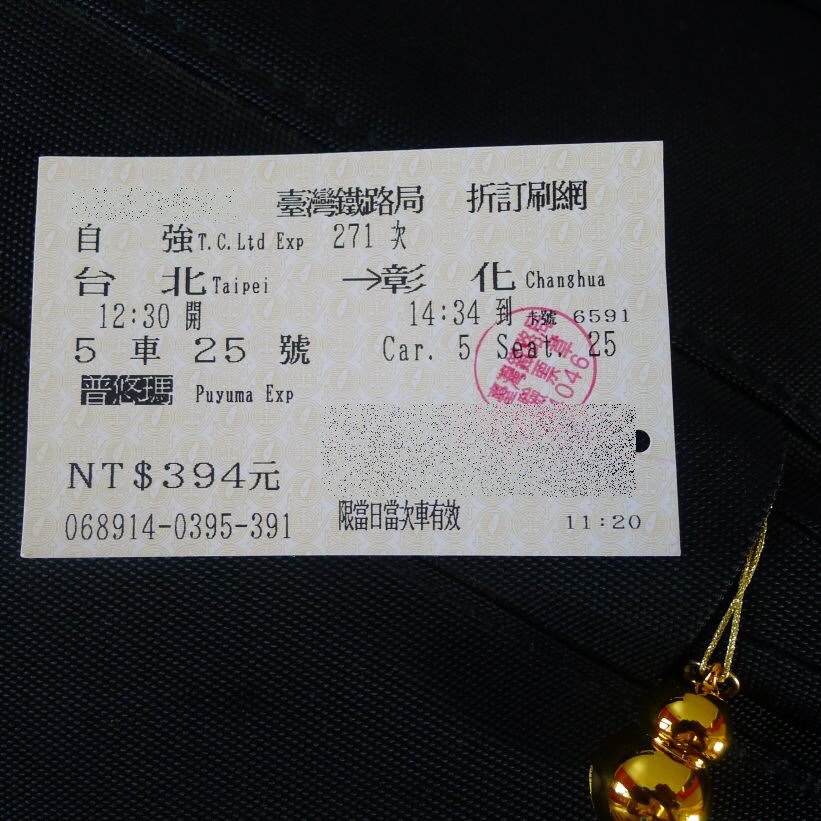 臺灣鐵路局 折訂刷網
自強 T.C.Ltd Exp 271 次
台北 Taipei →彰化 Changhua
12:30 開 14:34 到 卡號 6591
5 車 25 號 Car. 5 Seat. 25
普悠瑪 Puyuma Exp
046
NT$394元
068914-0395-391 限當日當次車有效 11:20